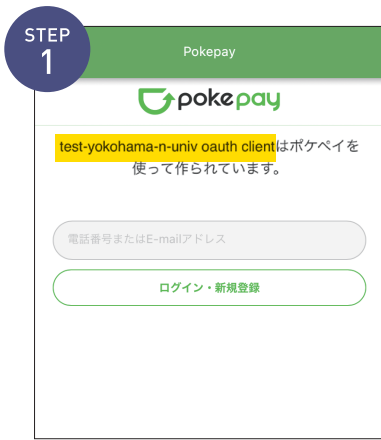 STEP
1
Pokepay
pokepay
test-yokohama-n-univ oauth clientはポケペイを
使って作られています。
電話番号またはE-mailアドレス
ログイン・新規登録